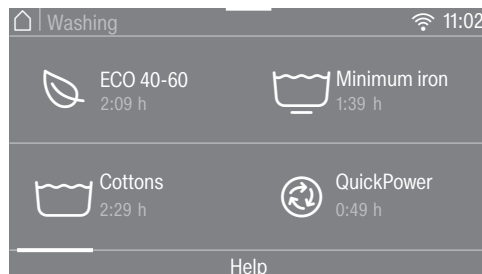 Washing 11:02
ECO 40-60 Minimum iron
2:09 h 1:39 h
Cottons QuickPower
2:29 h 0:49 h
Help